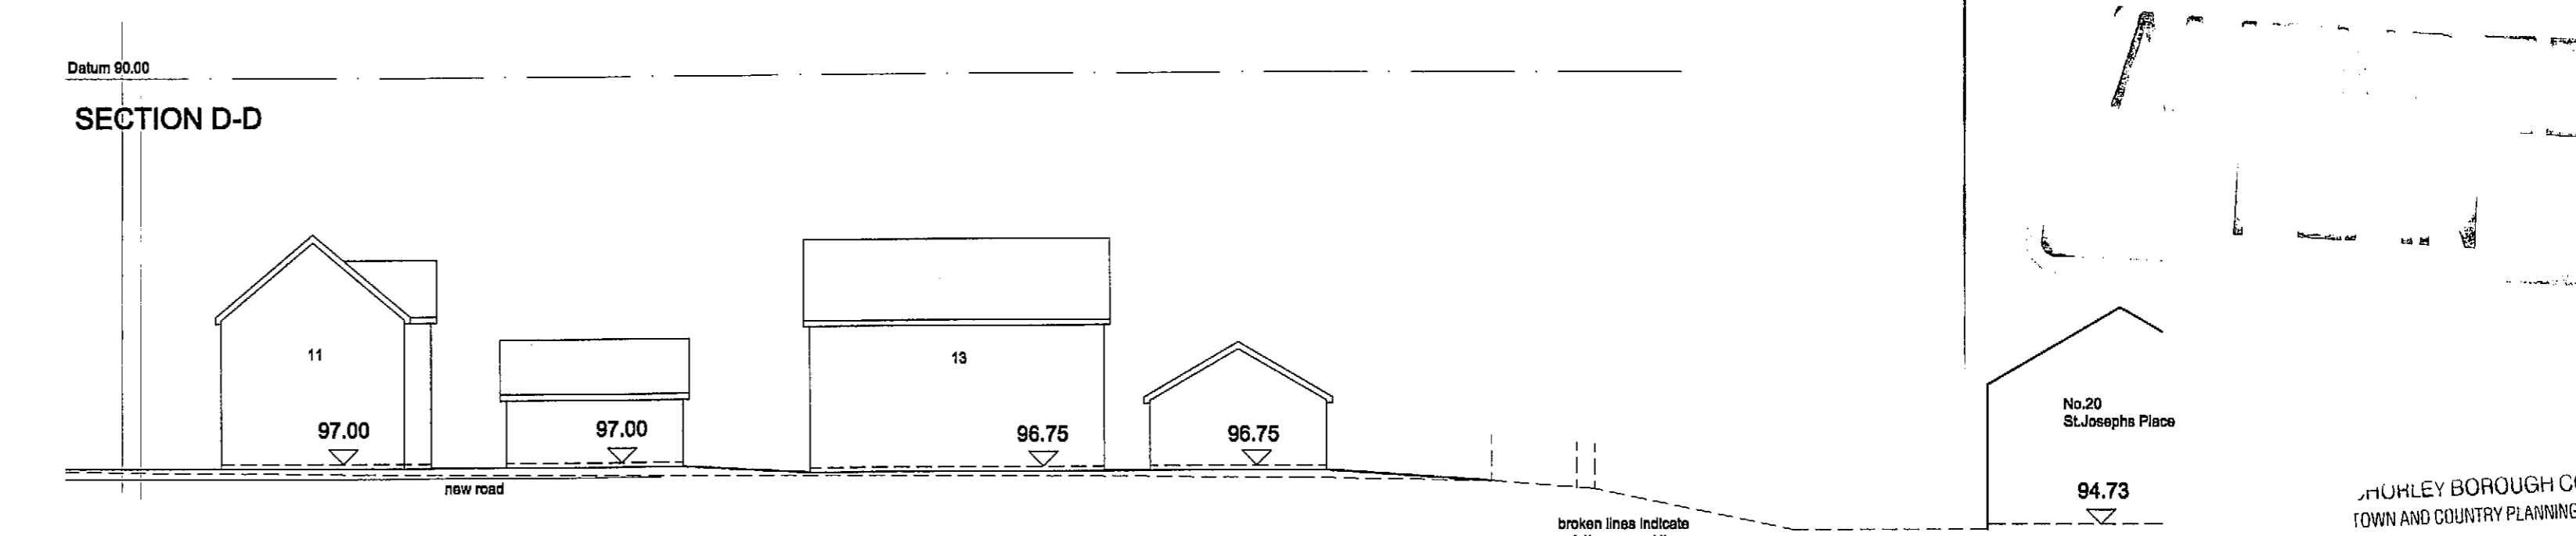 Datum 90.00
SECTION D-D
11
13
97.00
97.00
96.75
96.75
new road
No.20
St.Josephs Place
94.73
broken lines indicate
BOROUGH
TOWN AND COUNTRY PLANNING